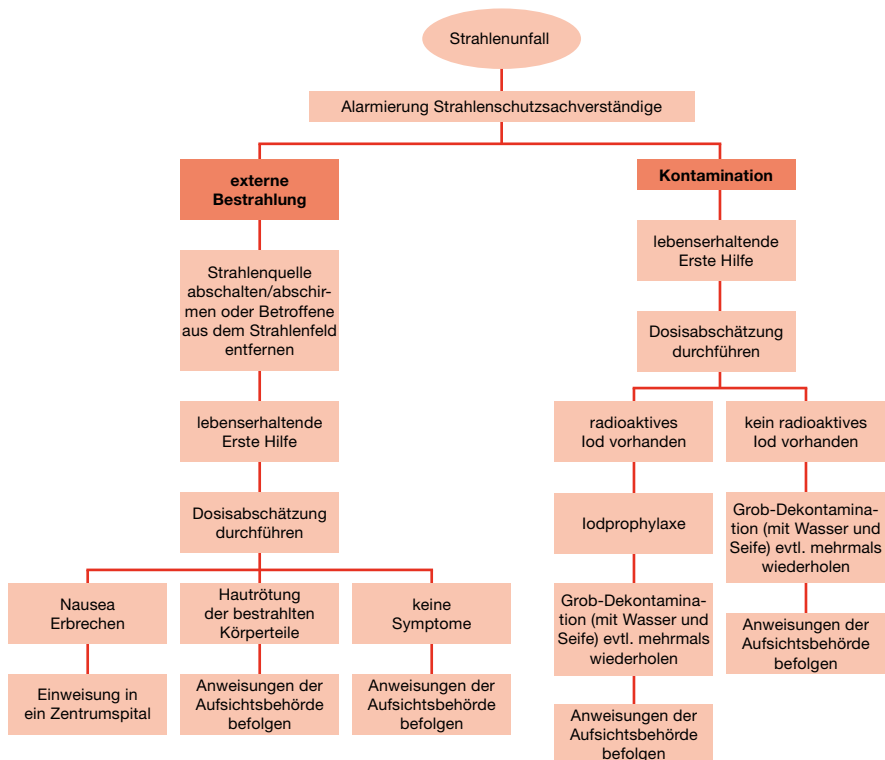 Strahlenunfall
Alarmierung Strahlenschutzsachverständige
externe
Bestrahlung
Strahlenquelle
abschalten/abschir-
men oder Betroffene
aus dem Strahlenfeld
entfernen
lebenserhaltende
Erste Hilfe
Dosisabschätzung
durchführen
Nausea
Erbrechen
Einweisung in
ein Zentrumspital
Hautrötung
der bestrahlten
Körperteile
Anweisungen der
Aufsichtsbehörde
befolgen
keine
Symptome
Anweisungen der
Aufsichtsbehörde
befolgen
Kontamination
lebenserhaltende
Erste Hilfe
Dosisabschätzung
durchführen
radioaktives
Iod vorhanden
Iodprophylaxe
Grob-Dekontamina-
tion (mit Wasser und
Seife) evtl. mehrmals
wiederholen
Anweisungen der
Aufsichtsbehörde
befolgen
kein radioaktives
Iod vorhanden
Grob-Dekontamina-
tion (mit Wasser und
Seife) evtl. mehrmals
wiederholen
Anweisungen der
Aufsichtsbehörde
befolgen